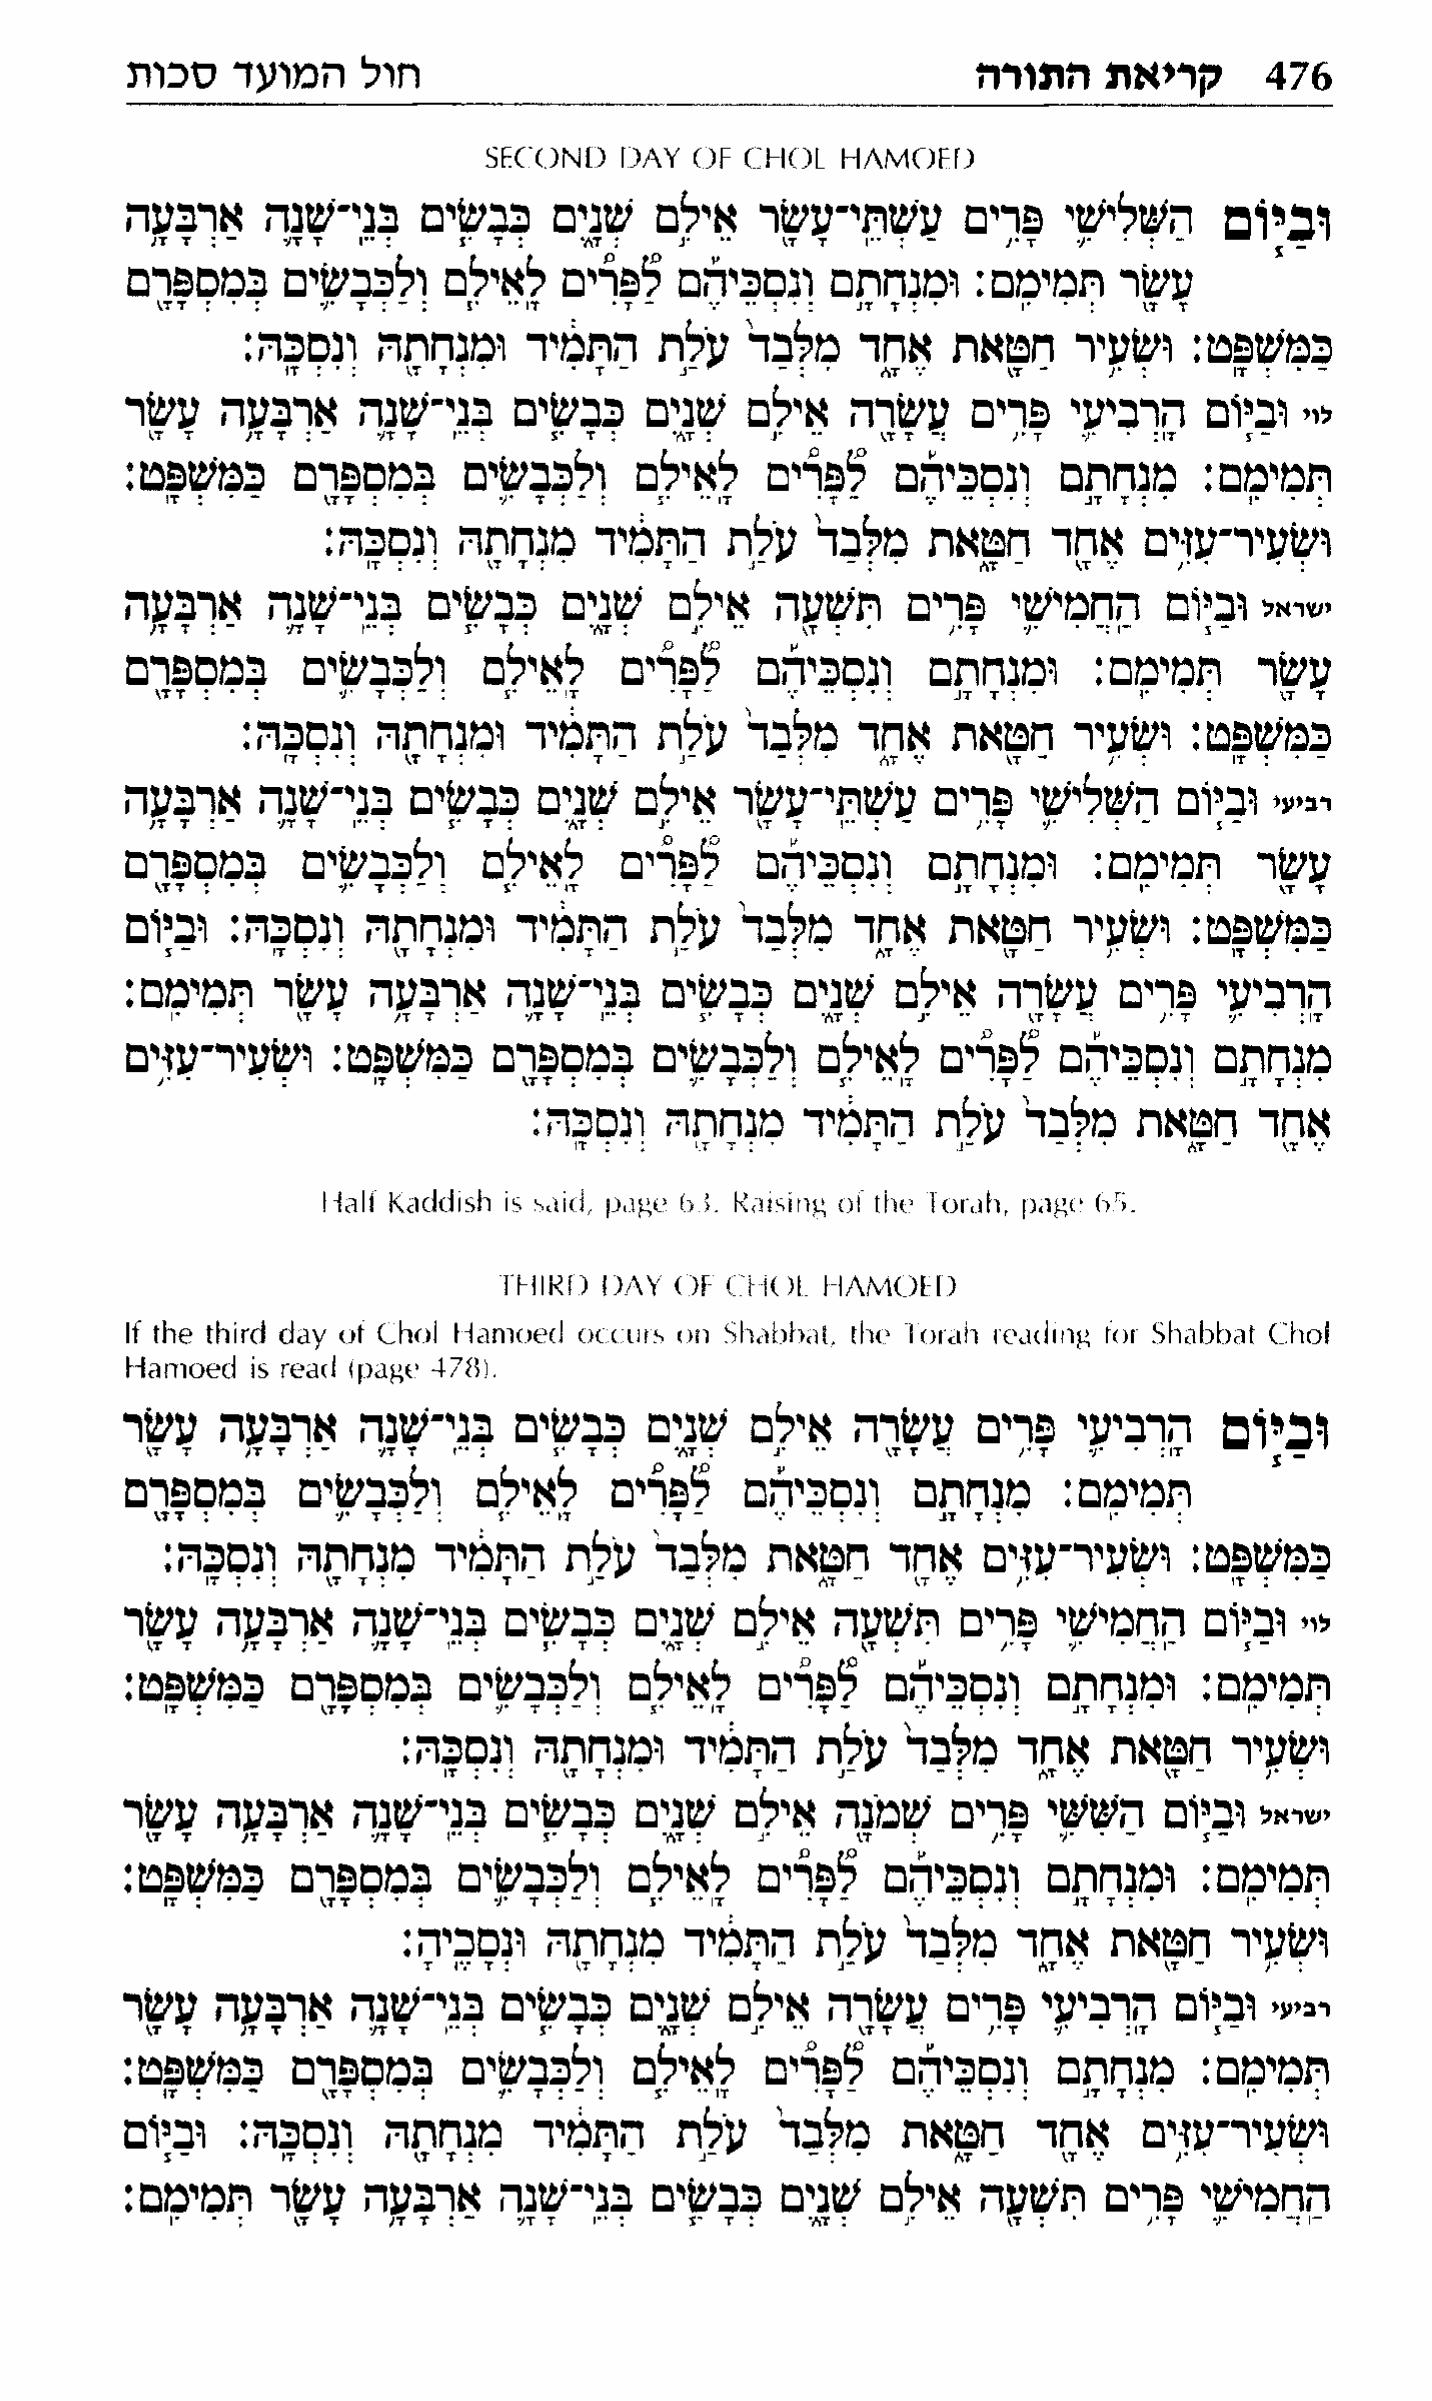 476 קריאת התורה חול המועד סכות
SECOND DAY OF CHOL HAMOED
וּבַיּ֧וֹם הַשְּׁלִישִׁ֛י פָּרִ֥ים עַשְׁתֵּי־עָשָׂ֖ר אֵילִ֣ם שְׁנָ֑יִם כְּבָשִׂ֧ים בְּנֵי־שָׁנָ֛ה אַרְבָּעָ֥ה
עָשָׂ֖ר תְּמִימִֽם׃ וּמִנְחָתָ֣ם וְנִסְכֵּיהֶ֡ם לַ֠פָּרִ֠ים לָאֵילִ֧ם וְלַכְּבָשִׂ֛ים בְּמִסְפָּרָ֖ם
כַּמִּשְׁפָּֽט׃ וּשְׂעִ֥יר חַטָּ֖את אֶחָ֑ד מִלְּבַד֙ עֹלַ֣ת הַתָּמִ֔יד וּמִנְחָתָ֖הּ וְנִסְכָּֽהּ׃
לוי וּבַיּ֧וֹם הָֽרְבִיעִ֛י פָּרִ֥ים עֲשָׂרָ֖ה אֵילִ֣ם שְׁנָ֑יִם כְּבָשִׂ֧ים בְּנֵֽי־שָׁנָ֛ה אַרְבָּעָ֥ה עָשָׂ֖ר
תְּמִימִֽם׃ מִנְחָתָ֣ם וְנִסְכֵּיהֶ֡ם לַ֠פָּרִ֠ים לָֽאֵילִ֧ם וְלַכְּבָשִׂ֛ים בְּמִסְפָּרָ֖ם כַּמִּשְׁפָּֽט׃
וּשְׂעִיר־עִזִּ֥ים אֶחָ֖ד חַטָּ֑את מִלְּבַד֙ עֹלַ֣ת הַתָּמִ֔יד מִנְחָתָ֖הּ וְנִסְכָּֽהּ׃
ישראל וּבַיּ֧וֹם הַֽחֲמִישִׁ֛י פָּרִ֥ים תִּשְׁעָ֖ה אֵילִ֣ם שְׁנָ֑יִם כְּבָשִׂ֧ים בְּנֵֽי־שָׁנָ֛ה אַרְבָּעָ֥ה
עָשָׂ֖ר תְּמִימִֽם׃ וּמִנְחָתָ֣ם וְנִסְכֵּיהֶ֡ם לַ֠פָּרִ֠ים לָֽאֵילִ֧ם וְלַכְּבָשִׂ֛ים בְּמִסְפָּרָ֖ם
כַּמִּשְׁפָּֽט׃ וּשְׂעִ֥יר חַטָּ֖את אֶחָ֑ד מִלְּבַד֙ עֹלַ֣ת הַתָּמִ֔יד וּמִנְחָתָ֖הּ וְנִסְכָּֽהּ׃
רביעי וּבַיּ֧וֹם הַשְּׁלִישִׁ֛י פָּרִ֥ים עַשְׁתֵּֽי־עָשָׂ֖ר אֵילִ֣ם שְׁנָ֑יִם כְּבָשִׂ֧ים בְּנֵֽי־שָׁנָ֛ה אַרְבָּעָ֥ה
עָשָׂ֖ר תְּמִימִֽם׃ וּמִנְחָתָ֣ם וְנִסְכֵּיהֶ֡ם לַ֠פָּרִ֠ים לָֽאֵילִ֧ם וְלַכְּבָשִׂ֛ים בְּמִסְפָּרָ֖ם
כַּמִּשְׁפָּֽט׃ וּשְׂעִ֥יר חַטָּ֖את אֶחָ֑ד מִלְּבַד֙ עֹלַ֣ת הַתָּמִ֔יד וּמִנְחָתָ֖הּ וְנִסְכָּֽהּ׃ וּבַיּ֧וֹם
הָֽרְבִיעִ֛י פָּרִ֥ים עֲשָׂרָ֖ה אֵילִ֣ם שְׁנָ֑יִם כְּבָשִׂ֧ים בְּנֵֽי־שָׁנָ֛ה אַרְבָּעָ֥ה עָשָׂ֖ר תְּמִימִֽם׃
מִנְחָתָ֣ם וְנִסְכֵּיהֶ֡ם לַ֠פָּרִ֠ים לָֽאֵילִ֧ם וְלַכְּבָשִׂ֛ים בְּמִסְפָּרָ֖ם כַּמִּשְׁפָּֽט׃ וּשְׂעִיר־עִזִּ֥ים
אֶחָ֖ד חַטָּ֑את מִלְּבַד֙ עֹלַ֣ת הַתָּמִ֔יד מִנְחָתָ֖הּ וְנִסְכָּֽהּ׃
Half Kaddish is said, page 63. Raising of the Torah, page 65.
THIRD DAY OF CHOL HAMOED
If the third day of Chol Hamoed occurs on Shabbat, the Torah reading for Shabbat Chol
Hamoed is read (page 478).
וּבַיּ֧וֹם הָֽרְבִיעִ֛י פָּרִ֥ים עֲשָׂרָ֖ה אֵילִ֣ם שְׁנָ֑יִם כְּבָשִׂ֧ים בְּנֵֽי־שָׁנָ֛ה אַרְבָּעָ֥ה עָשָׂ֖ר
תְּמִימִֽם׃ מִנְחָתָ֣ם וְנִסְכֵּיהֶ֡ם לַ֠פָּרִ֠ים לָֽאֵילִ֧ם וְלַכְּבָשִׂ֛ים בְּמִסְפָּרָ֖ם
כַּמִּשְׁפָּֽט׃ וּשְׂעִיר־עִזִּ֥ים אֶחָ֖ד חַטָּ֑את מִלְּבַד֙ עֹלַ֣ת הַתָּמִ֔יד מִנְחָתָ֖הּ וְנִסְכָּֽהּ׃
לוי וּבַיּ֧וֹם הַֽחֲמִישִׁ֛י פָּרִ֥ים תִּשְׁעָ֖ה אֵילִ֣ם שְׁנָ֑יִם כְּבָשִׂ֧ים בְּנֵֽי־שָׁנָ֛ה אַרְבָּעָ֥ה עָשָׂ֖ר
תְּמִימִֽם׃ וּמִנְחָתָ֣ם וְנִסְכֵּיהֶ֡ם לַ֠פָּרִ֠ים לָֽאֵילִ֧ם וְלַכְּבָשִׂ֛ים בְּמִסְפָּרָ֖ם כַּמִּשְׁפָּֽט׃
וּשְׂעִ֥יר חַטָּ֖את אֶחָ֑ד מִלְּבַד֙ עֹלַ֣ת הַתָּמִ֔יד וּמִנְחָתָ֖הּ וְנִסְכָּֽהּ׃
ישראל וּבַיּ֧וֹם הַשִּׁשִּׁ֛י פָּרִ֥ים שְׁמֹנָ֖ה אֵילִ֣ם שְׁנָ֑יִם כְּבָשִׂ֧ים בְּנֵֽי־שָׁנָ֛ה אַרְבָּעָ֥ה עָשָׂ֖ר
תְּמִימִֽם׃ וּמִנְחָתָ֣ם וְנִסְכֵּיהֶ֡ם לַ֠פָּרִ֠ים לָֽאֵילִ֧ם וְלַכְּבָשִׂ֛ים בְּמִסְפָּרָ֖ם כַּמִּשְׁפָּֽט׃
וּשְׂעִ֥יר חַטָּ֖את אֶחָ֑ד מִלְּבַד֙ עֹלַ֣ת הַתָּמִ֔יד מִנְחָתָ֖הּ וּנְסָכֶֽיהָ׃
רביעי וּבַיּ֧וֹם הָֽרְבִיעִ֛י פָּרִ֥ים עֲשָׂרָ֖ה אֵילִ֣ם שְׁנָ֑יִם כְּבָשִׂ֧ים בְּנֵֽי־שָׁנָ֛ה אַרְבָּעָ֥ה עָשָׂ֖ר
תְּמִימִֽם׃ מִנְחָתָ֣ם וְנִסְכֵּיהֶ֡ם לַ֠פָּרִ֠ים לָֽאֵילִ֧ם וְלַכְּבָשִׂ֛ים בְּמִסְפָּרָ֖ם כַּמִּשְׁפָּֽט׃
וּשְׂעִיר־עִזִּ֥ים אֶחָ֖ד חַטָּ֑את מִלְּבַד֙ עֹלַ֣ת הַתָּמִ֔יד מִנְחָתָ֖הּ וְנִסְכָּֽהּ׃ וּבַיּ֧וֹם
הַֽחֲמִישִׁ֛י פָּרִ֥ים תִּשְׁעָ֖ה אֵילִ֣ם שְׁנָ֑יִם כְּבָשִׂ֧ים בְּנֵֽי־שָׁנָ֛ה אַרְבָּעָ֥ה עָשָׂ֖ר תְּמִימִֽם׃